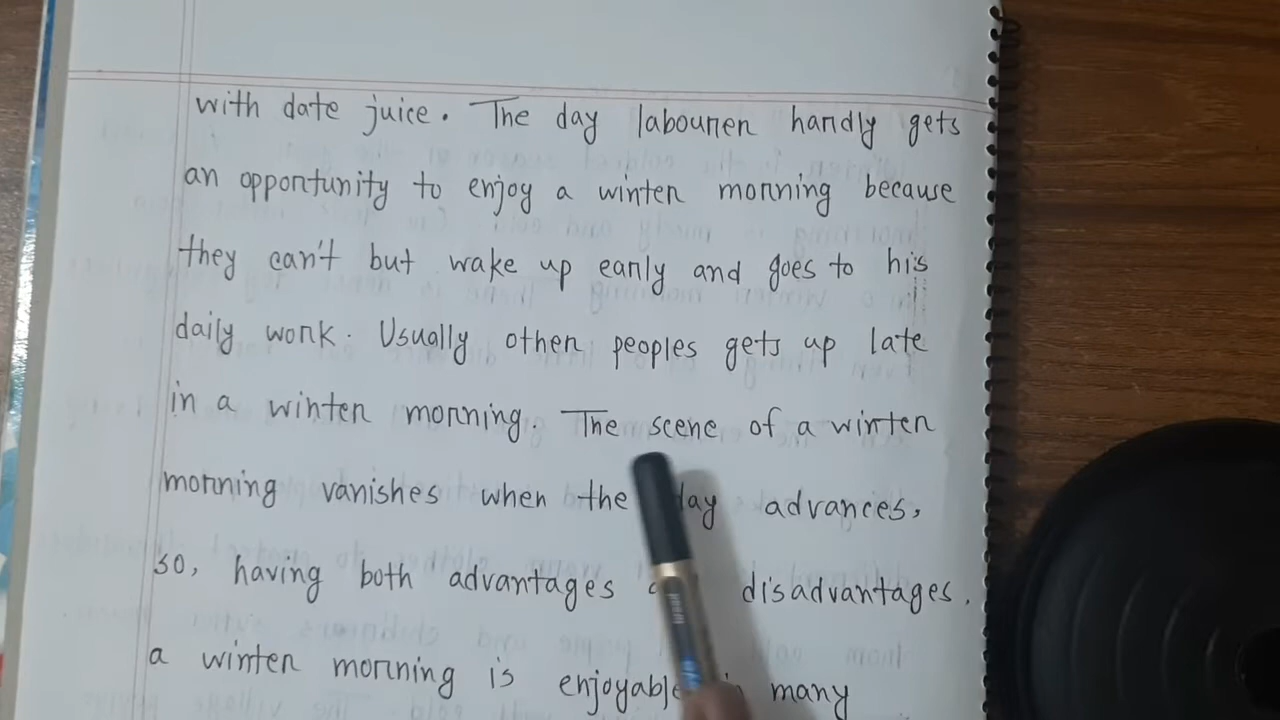 with date juice. The day labourer hardly gets
an opportunity to enjoy a winter morning because
they can't but wake up early and goes to his
daily work. Usually other peoples gets up late
in a winter morning. The scene of a winter
morning vanishes when the day advances,
so, having both advantages disadvantages,
a winter morning is enjoyable in many